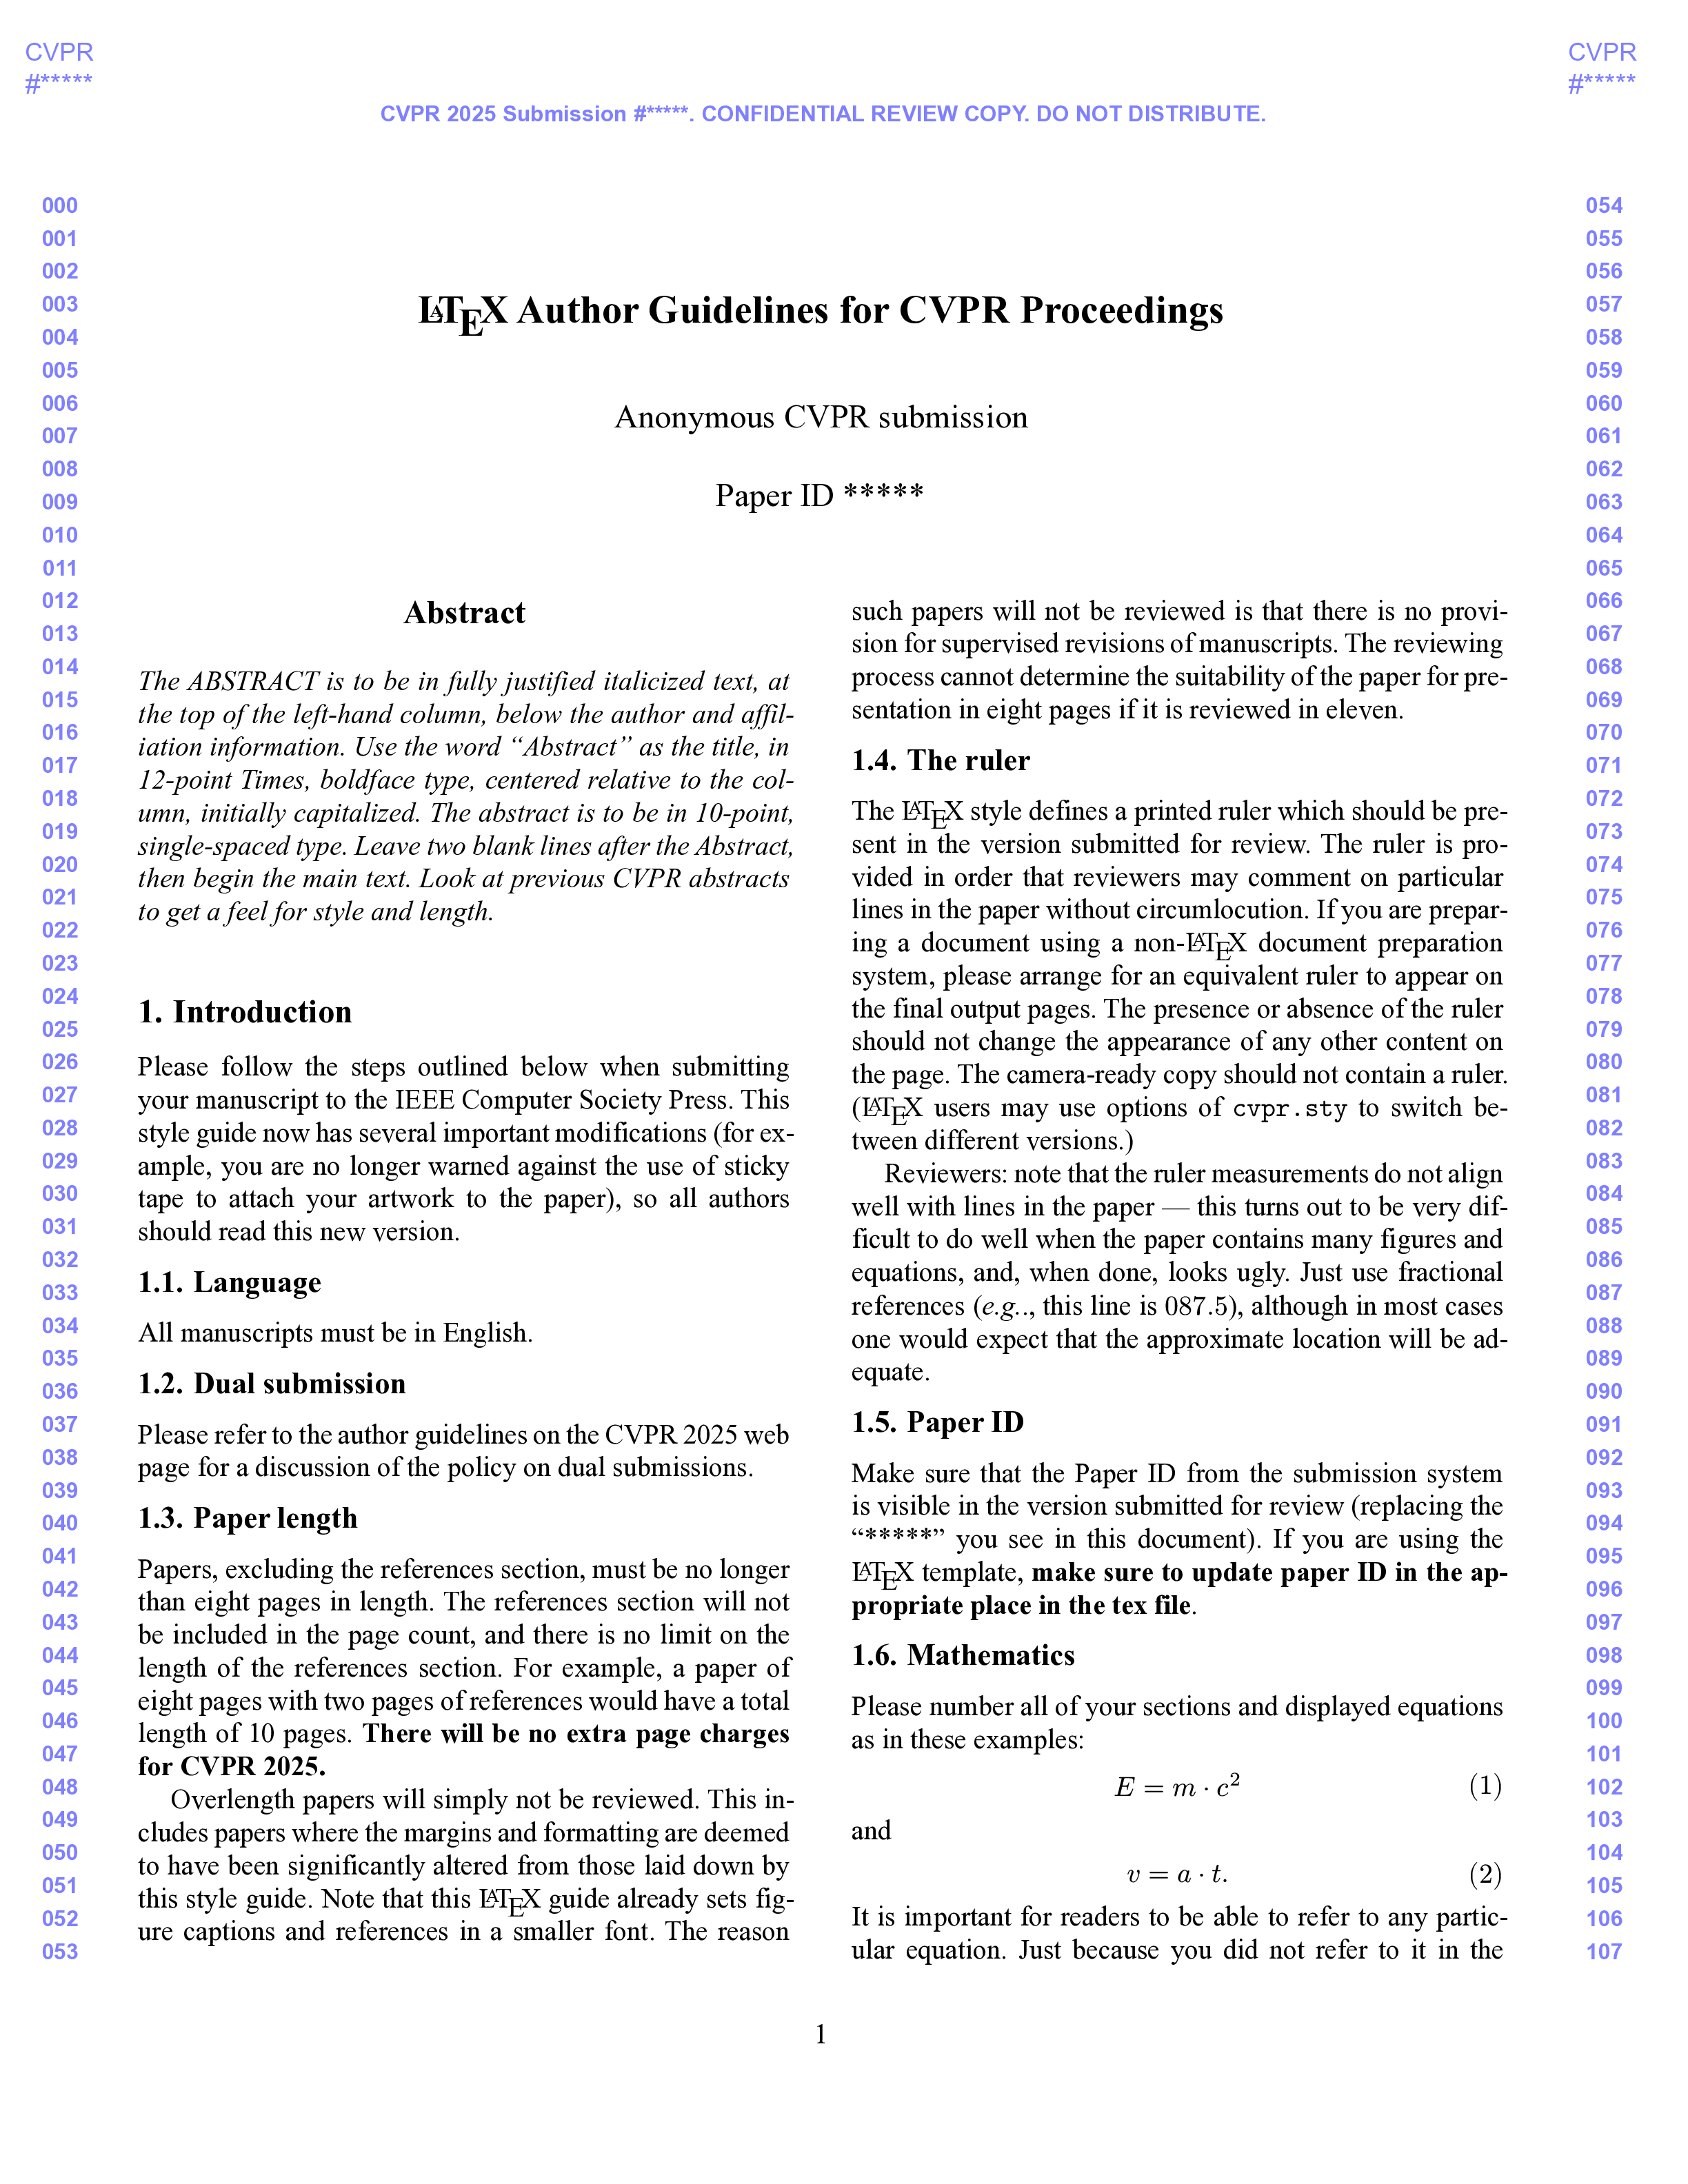 CVPR
#*****
CVPR
#*****
CVPR 2025 Submission #*****. CONFIDENTIAL REVIEW COPY. DO NOT DISTRIBUTE.
LATEX Author Guidelines for CVPR Proceedings
Anonymous CVPR submission
Paper ID *****
000
001
002
003
004
005
006
007
008
009
010
011
012
013
014
015
016
017
018
019
020
021
022
023
024
025
026
027
028
029
030
031
032
033
034
035
036
037
038
039
040
041
042
043
044
045
046
047
048
049
050
051
052
053
Abstract
The ABSTRACT is to be in fully justified italicized text, at
the top of the left-hand column, below the author and affil-
iation information. Use the word “Abstract” as the title, in
12-point Times, boldface type, centered relative to the col-
umn, initially capitalized. The abstract is to be in 10-point,
single-spaced type. Leave two blank lines after the Abstract,
then begin the main text. Look at previous CVPR abstracts
to get a feel for style and length.
1. Introduction
Please follow the steps outlined below when submitting
your manuscript to the IEEE Computer Society Press. This
style guide now has several important modifications (for ex-
ample, you are no longer warned against the use of sticky
tape to attach your artwork to the paper), so all authors
should read this new version.
1.1. Language
All manuscripts must be in English.
1.2. Dual submission
Please refer to the author guidelines on the CVPR 2025 web
page for a discussion of the policy on dual submissions.
1.3. Paper length
Papers, excluding the references section, must be no longer
than eight pages in length. The references section will not
be included in the page count, and there is no limit on the
length of the references section. For example, a paper of
eight pages with two pages of references would have a total
length of 10 pages. There will be no extra page charges
for CVPR 2025.
Overlength papers will simply not be reviewed. This in-
cludes papers where the margins and formatting are deemed
to have been significantly altered from those laid down by
this style guide. Note that this LATEX guide already sets fig-
ure captions and references in a smaller font. The reason
such papers will not be reviewed is that there is no provi-
sion for supervised revisions of manuscripts. The reviewing
process cannot determine the suitability of the paper for pre-
sentation in eight pages if it is reviewed in eleven.
1.4. The ruler
The LATEX style defines a printed ruler which should be pre-
sent in the version submitted for review. The ruler is pro-
vided in order that reviewers may comment on particular
lines in the paper without circumlocution. If you are prepar-
ing a document using a non-LATEX document preparation
system, please arrange for an equivalent ruler to appear on
the final output pages. The presence or absence of the ruler
should not change the appearance of any other content on
the page. The camera-ready copy should not contain a ruler.
(LATEX users may use options of cvpr.sty to switch be-
tween different versions.)
Reviewers: note that the ruler measurements do not align
well with lines in the paper — this turns out to be very dif-
ficult to do well when the paper contains many figures and
equations, and, when done, looks ugly. Just use fractional
references (e.g.., this line is 087.5), although in most cases
one would expect that the approximate location will be ad-
equate.
1.5. Paper ID
Make sure that the Paper ID from the submission system
is visible in the version submitted for review (replacing the
“*****” you see in this document). If you are using the
LATEX template, make sure to update paper ID in the ap-
propriate place in the tex file.
1.6. Mathematics
Please number all of your sections and displayed equations
as in these examples:
E = m · c² (1)
and
v = a · t. (2)
It is important for readers to be able to refer to any partic-
ular equation. Just because you did not refer to it in the
054
055
056
057
058
059
060
061
062
063
064
065
066
067
068
069
070
071
072
073
074
075
076
077
078
079
080
081
082
083
084
085
086
087
088
089
090
091
092
093
094
095
096
097
098
099
100
101
102
103
104
105
106
107
1